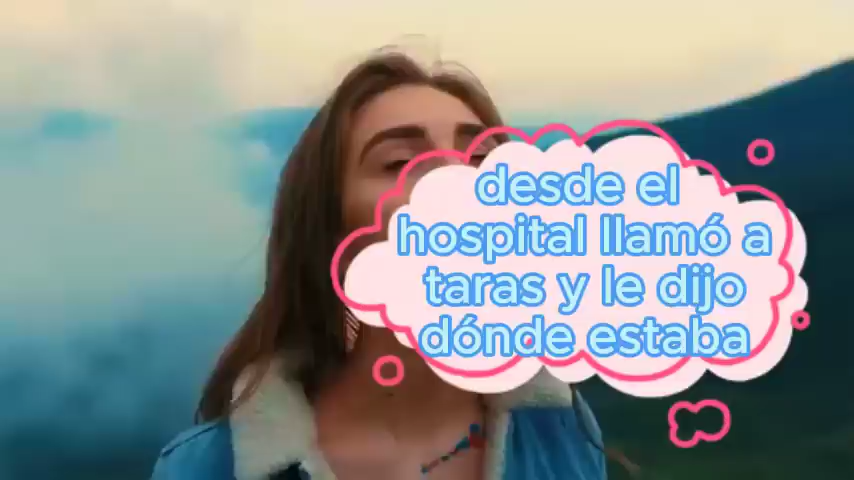 desde el
hospital llamó a
taras y le dijo
dónde estaba